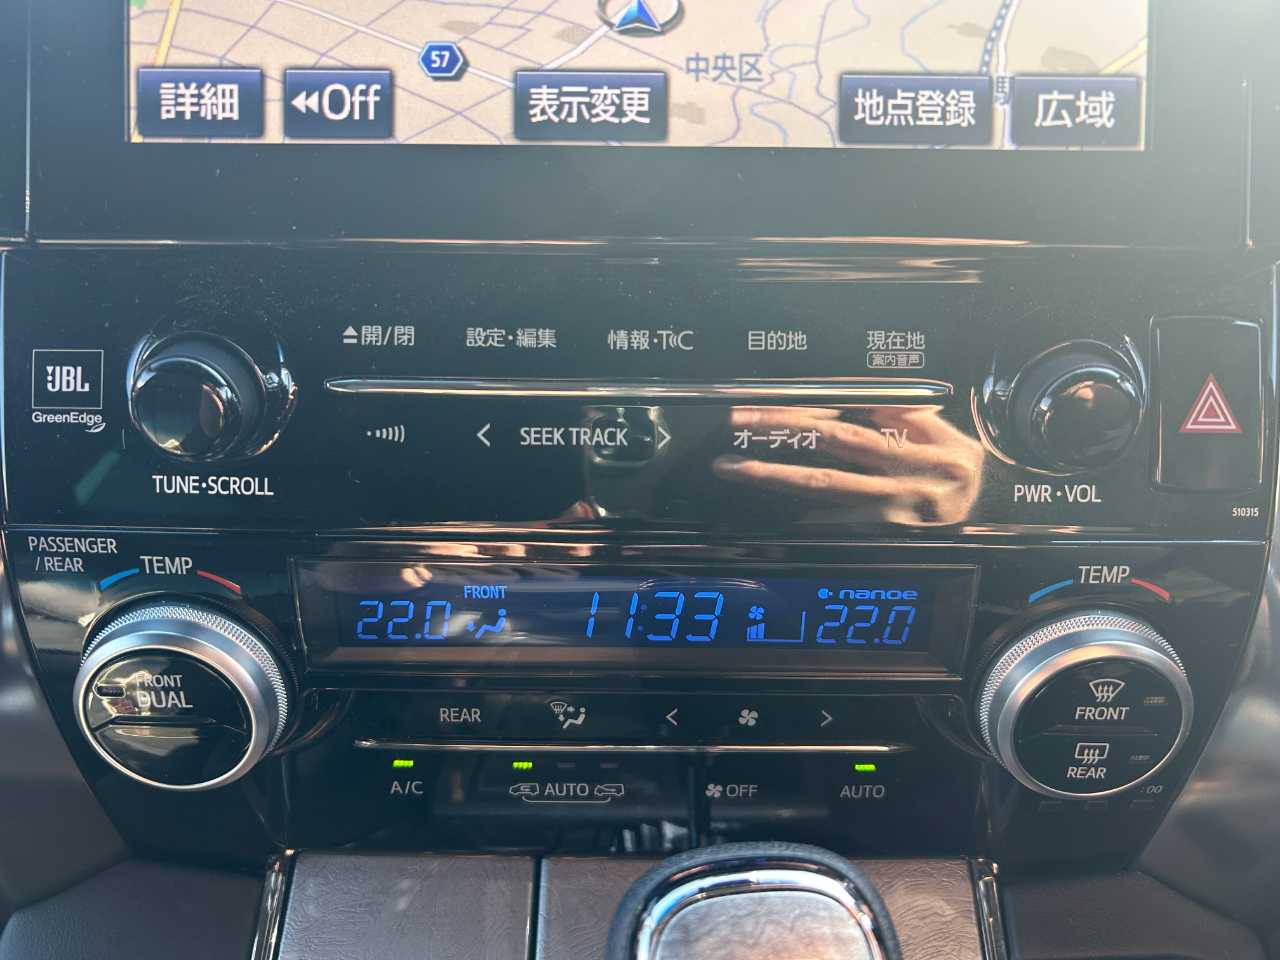 57
中央区
詳細
Off
表示変更
地点登録
広域
開/閉
設定・編集
情報・T C
目的地
現在地
案内音声
JBL
GreenEdge
SEEK TRACK
オーディオ
TV
TUNE・SCROLL
PWR・VOL
510315
PASSENGER
/ REAR
TEMP
TEMP
FRONT
22.0
11:33
nanoe
22.0
FRONT
DUAL
REAR
FRONT
REAR
A/C
AUTO
OFF
AUTO
:00